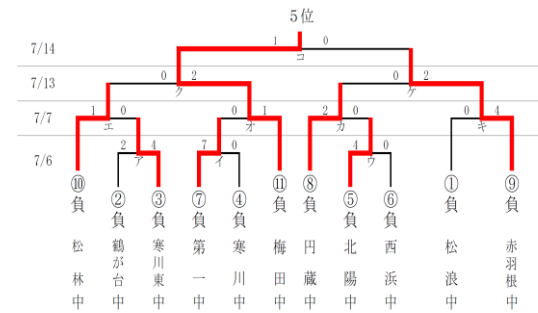 5位
7/14 1 0
コ
7/13 0 2 0 2
ク ケ
7/7 1 0 0 1 2 0 0 4
エ オ カ キ
7/6 2 4 7 0 4 0
ア イ ウ
⑩ ② ③ ⑦ ④ ⑪ ⑧ ⑤ ⑥ ① ⑨
負 負 負 負 負 負 負 負 負 負 負
松林中
鶴が台中
寒川東中
第一中
寒川中
梅田中
円蔵中
北陽中
西浜中
松浪中
赤羽根中